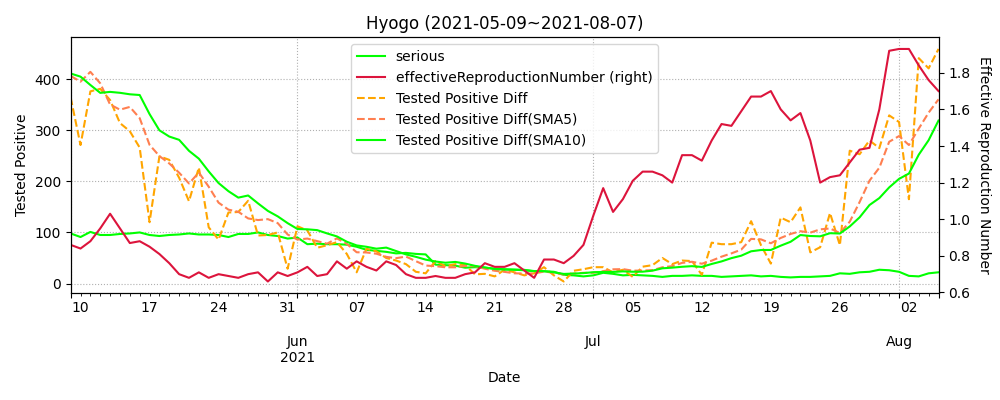 Hyogo (2021-05-09~2021-08-07)
serious
effectiveReproductionNumber (right)
Tested Positive Diff
Tested Positive Diff(SMA5)
Tested Positive Diff(SMA10)
Tested Positive
400
300
200
100
0
Effective Reproduction Number
1.8
1.6
1.4
1.2
1.0
0.8
0.6
10 17 24 31 07 14 21 28 05 12 19 26 02
Jun Jul Aug
2021
Date